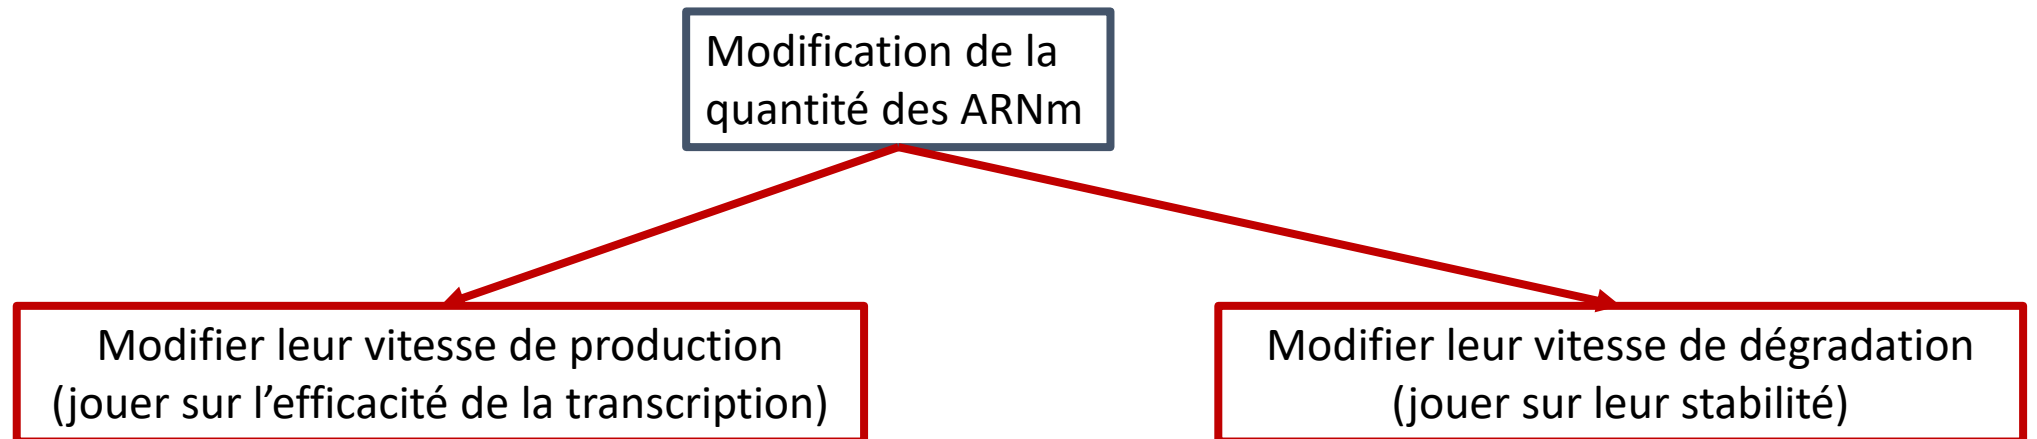 Modification de la
quantité des ARNm
Modifier leur vitesse de production
(jouer sur l’efficacité de la transcription)
Modifier leur vitesse de dégradation
(jouer sur leur stabilité)